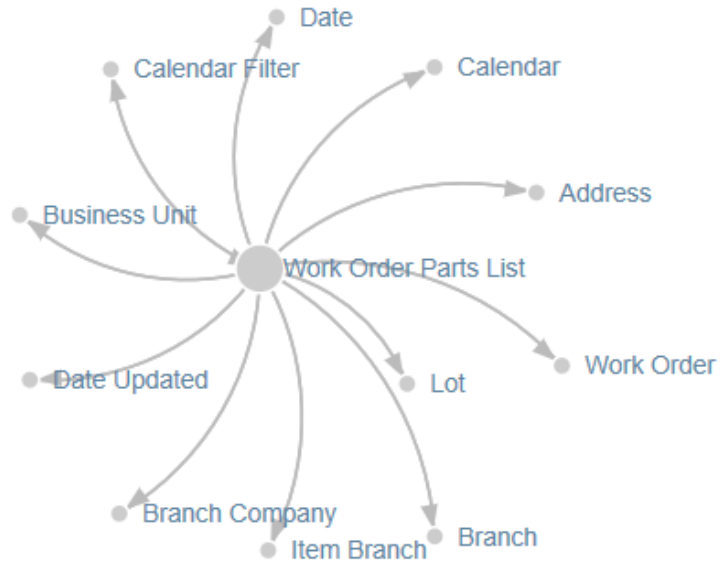 Date
Calendar Filter
Calendar
Address
Business Unit
Work Order Parts List
Work Order
Date Updated
Lot
Branch Company
Branch
Item Branch